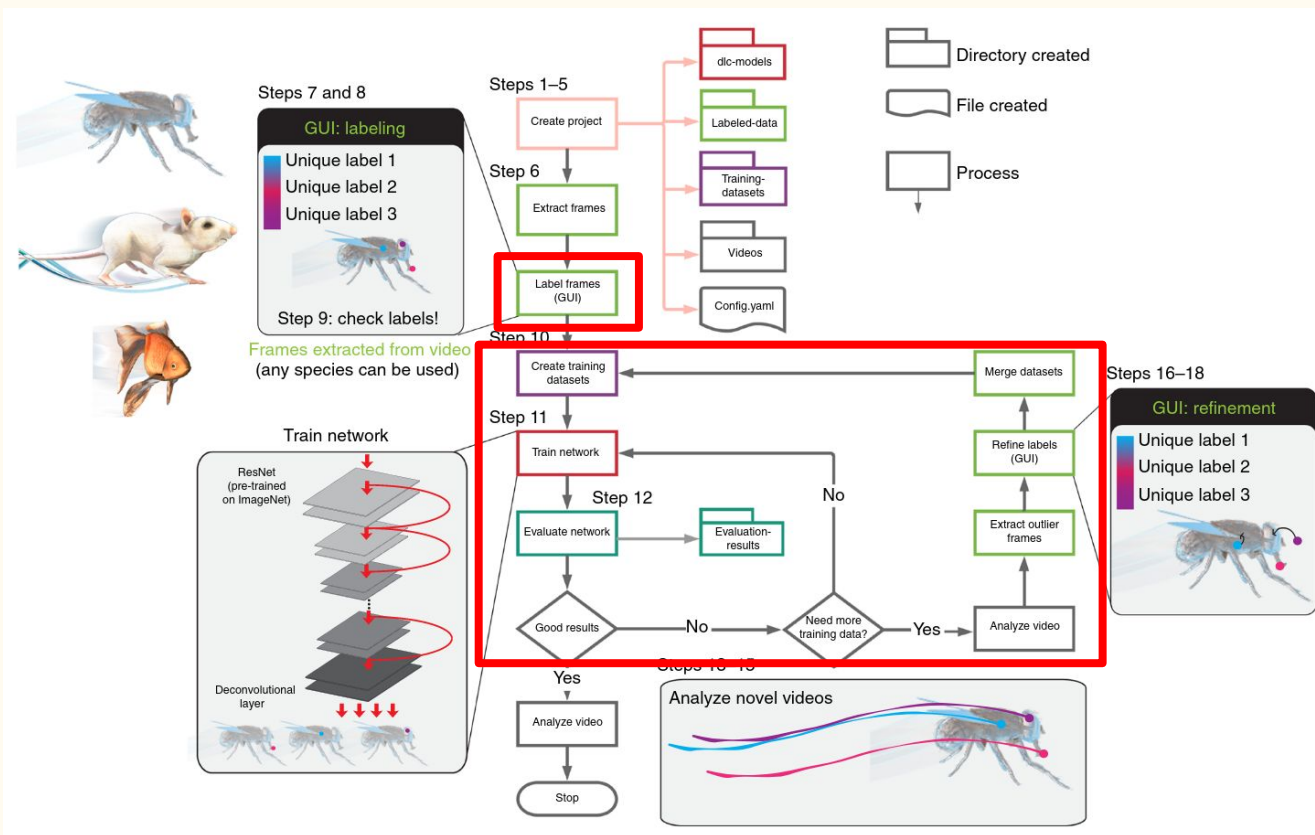 Steps 7 and 8
GUI: labeling
Unique label 1
Unique label 2
Unique label 3
Step 9: check labels!
Frames extracted from video
(any species can be used)
Steps 1–5
Create project
Step 6
Extract frames
Label frames
(GUI)
dlc-models
Labeled-data
Training-
datasets
Videos
Config.yaml
Directory created
File created
Process
Step 10
Create training
datasets
Merge datasets
Steps 16–18
GUI: refinement
Unique label 1
Unique label 2
Unique label 3
Step 11
Train network
Refine labels
(GUI)
No
Step 12
Evaluate network
Evaluation-
results
Extract outlier
frames
Good results
No
Need more
training data?
Yes
Analyze video
Train network
ResNet
(pre-trained
on ImageNet)
Deconvolutional
layer
Yes
Analyze video
Stop
Steps 13–15
Analyze novel videos